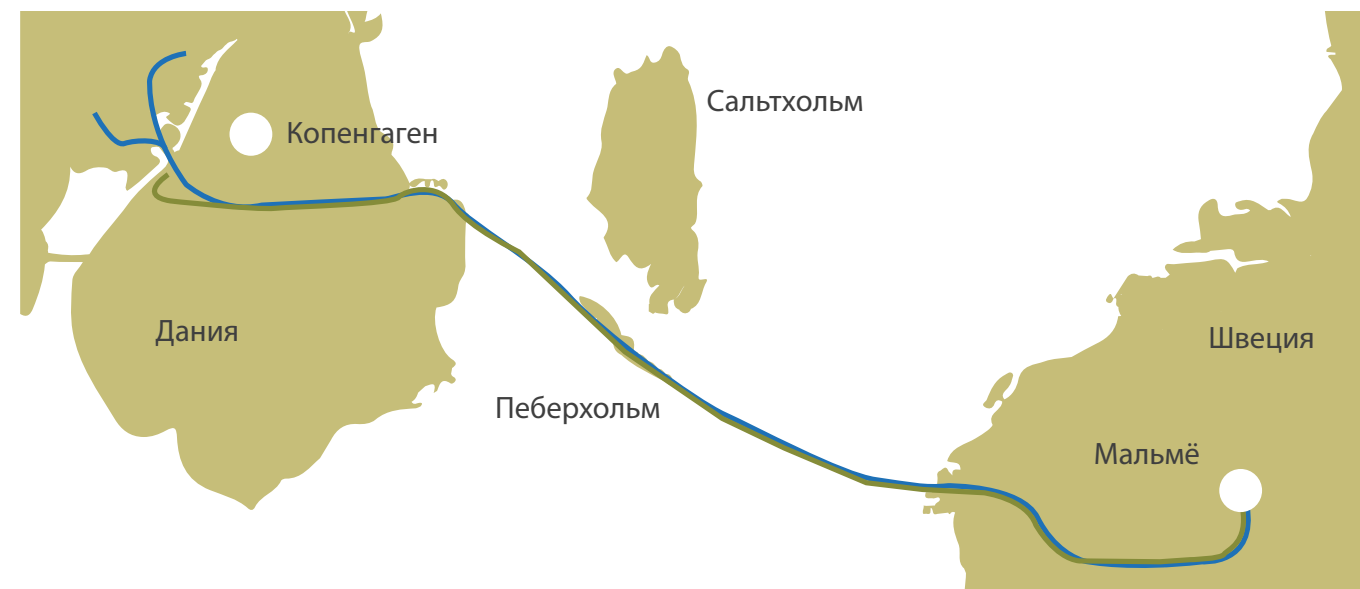 Сальтхольм
Копенгаген
Дания
Швеция
Пеберхольм
Мальмё